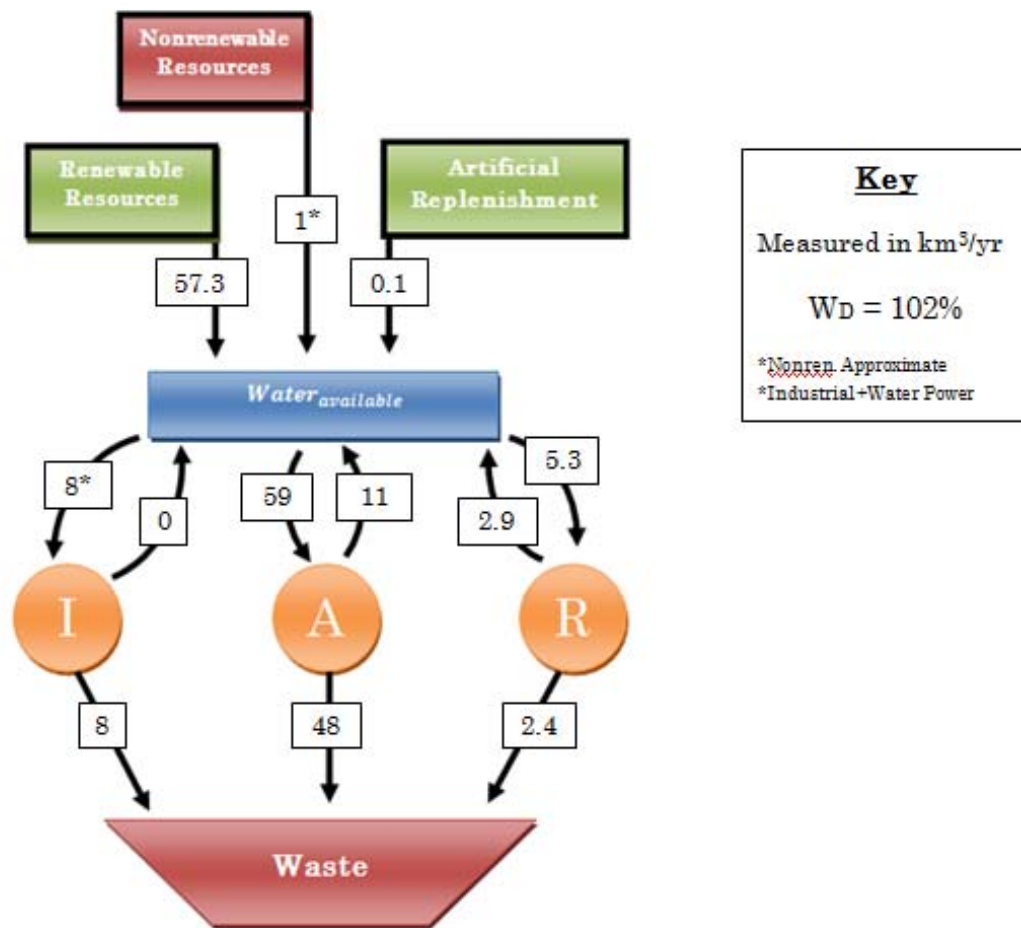 Nonrenewable
Resources
Renewable
Resources
Artificial
Replenishment
1*
57.3
0.1
Water available
8*
0
59
11
2.9
5.3
I
A
R
8
48
2.4
Waste
Key
Measured in km³/yr
WD = 102%
*Nonren. Approximate
*Industrial+Water Power